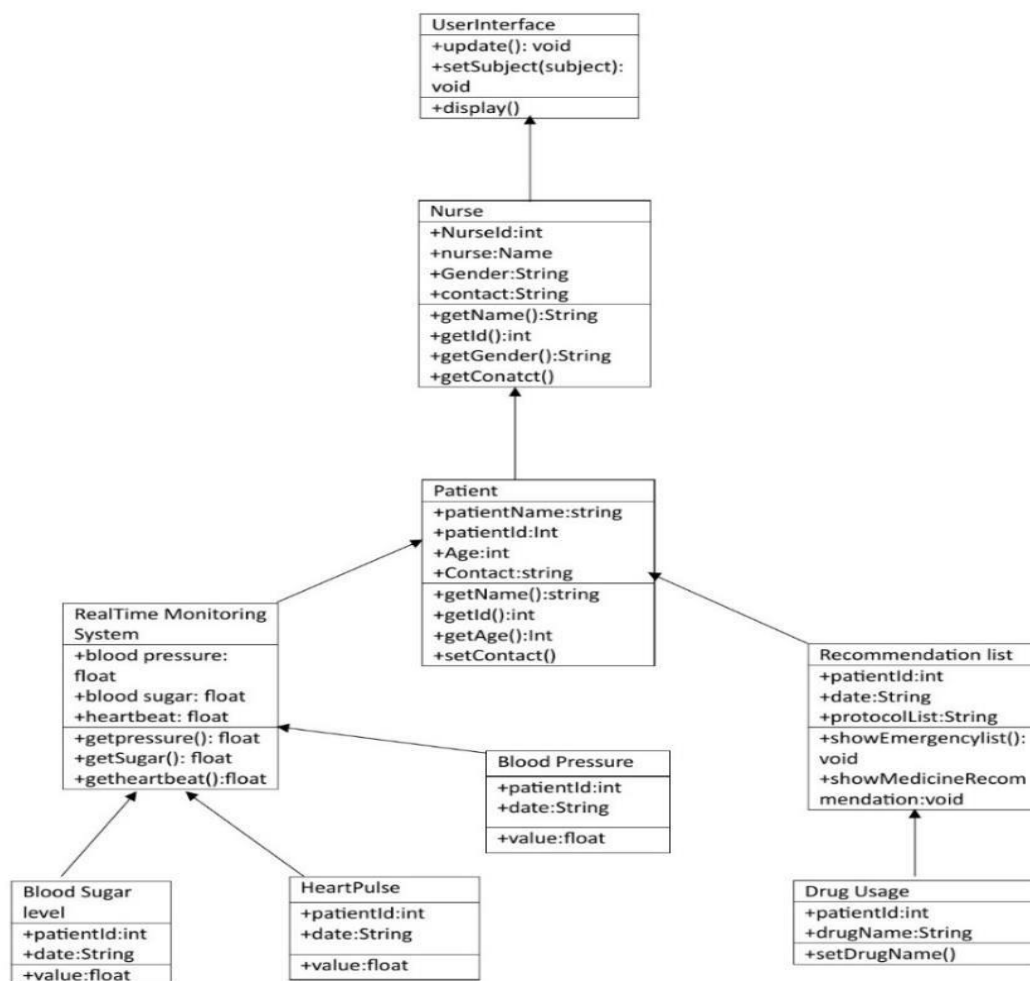 UserInterface
+update(): void
+setSubject(subject):
void
+display()
Nurse
+NurseId:int
+nurse:Name
+Gender:String
+contact:String
+getName():String
+getId():int
+getGender():String
+getConatct()
Patient
+patientName:string
+patientId:Int
+Age:int
+Contact:string
+getName():string
+getId():int
+getAge():Int
+setContact()
RealTime Monitoring
System
+blood pressure:
float
+blood sugar: float
+heartbeat: float
+getpressure(): float
+getSugar(): float
+getheartbeat():float
Recommendation list
+patientId:int
+date:String
+protocolList:String
+showEmergencylist():
void
+showMedicineRecom
mendation:void
Blood Pressure
+patientId:int
+date:String
+value:float
Blood Sugar
level
+patientId:int
+date:String
+value:float
HeartPulse
+patientId:int
+date:String
+value:float
Drug Usage
+patientId:int
+drugName:String
+setDrugName()